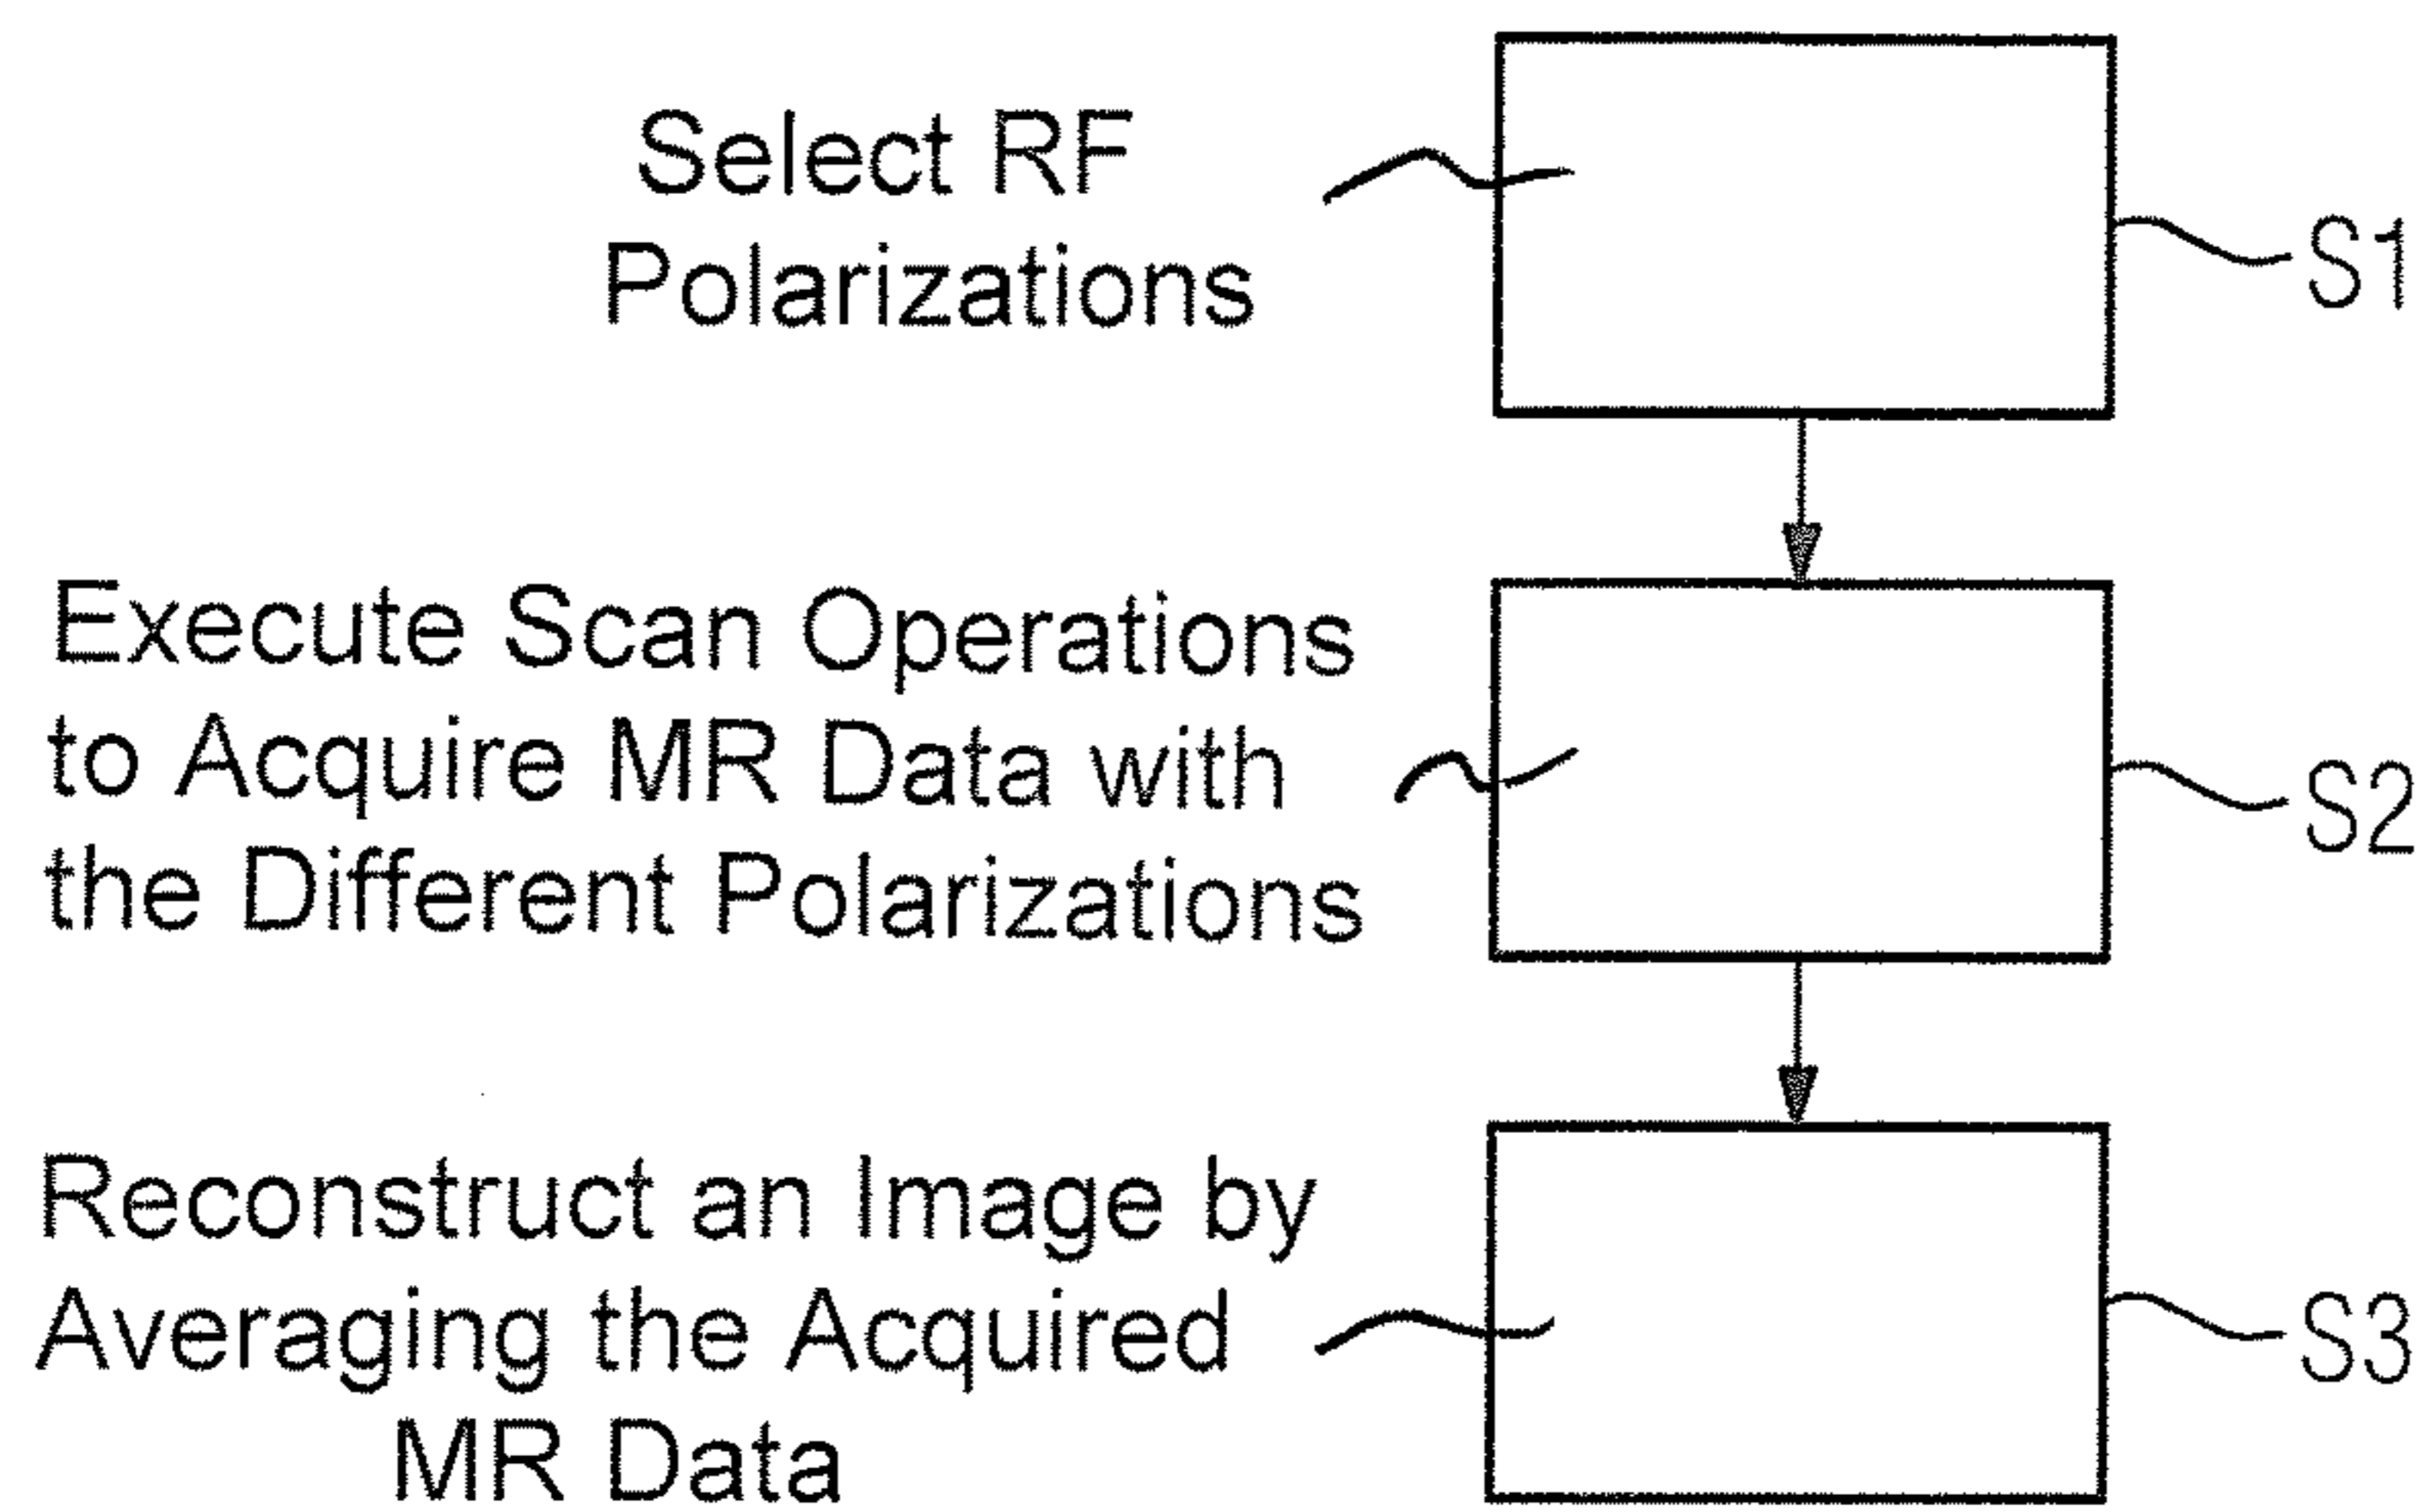 Select RF
Polarizations
S1
Execute Scan Operations
to Acquire MR Data with
the Different Polarizations
S2
Reconstruct an Image by
Averaging the Acquired
MR Data
S3